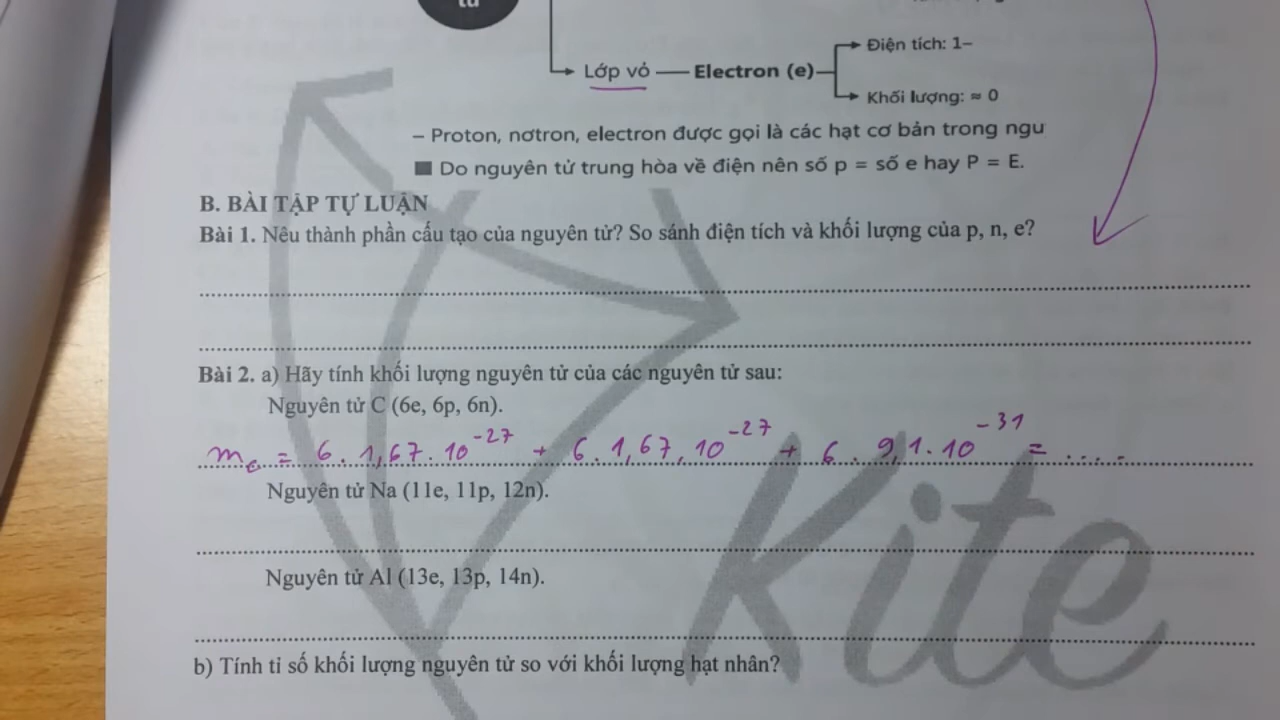 tử
Điện tích: 1–
Lớp vỏ Electron (e)
Khối lượng: ≈ 0
– Proton, nơtron, electron được gọi là các hạt cơ bản trong ngu
■ Do nguyên tử trung hòa về điện nên số p = số e hay P = E.
B. BÀI TẬP TỰ LUẬN
Bài 1. Nêu thành phần cấu tạo của nguyên tử? So sánh điện tích và khối lượng của p, n, e?
Bài 2. a) Hãy tính khối lượng nguyên tử của các nguyên tử sau:
Nguyên tử C (6e, 6p, 6n).
mc = 6 . 1,67 . 10^-27 + 6 . 1,67 . 10^-27 + 6 . 9,1 . 10^-31 = .....
Nguyên tử Na (11e, 11p, 12n).
Nguyên tử Al (13e, 13p, 14n).
b) Tính tỉ số khối lượng nguyên tử so với khối lượng hạt nhân?
Kite